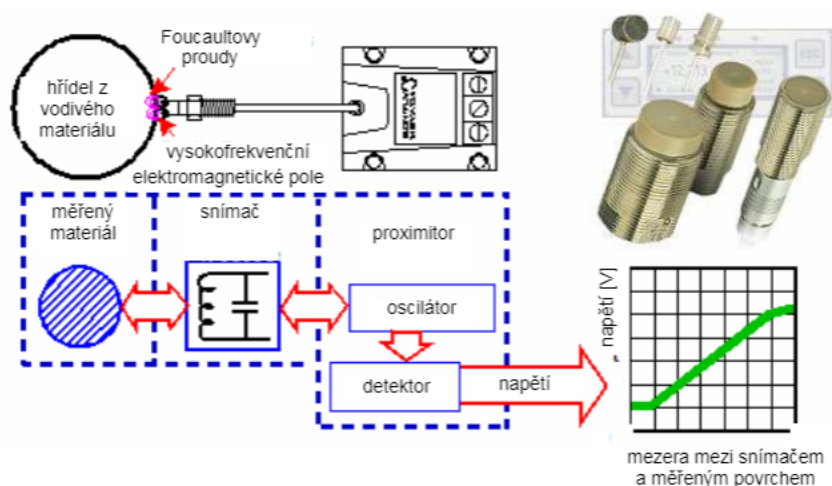 Foucaultovy
proudy
hřídel z
vodivého
materiálu
vysokofrekvenční
elektromagnetické pole
měřený
materiál
snímač
proximitor
oscilátor
detektor
napětí
napětí [V]
mezera mezi snímačem
a měřeným povrchem